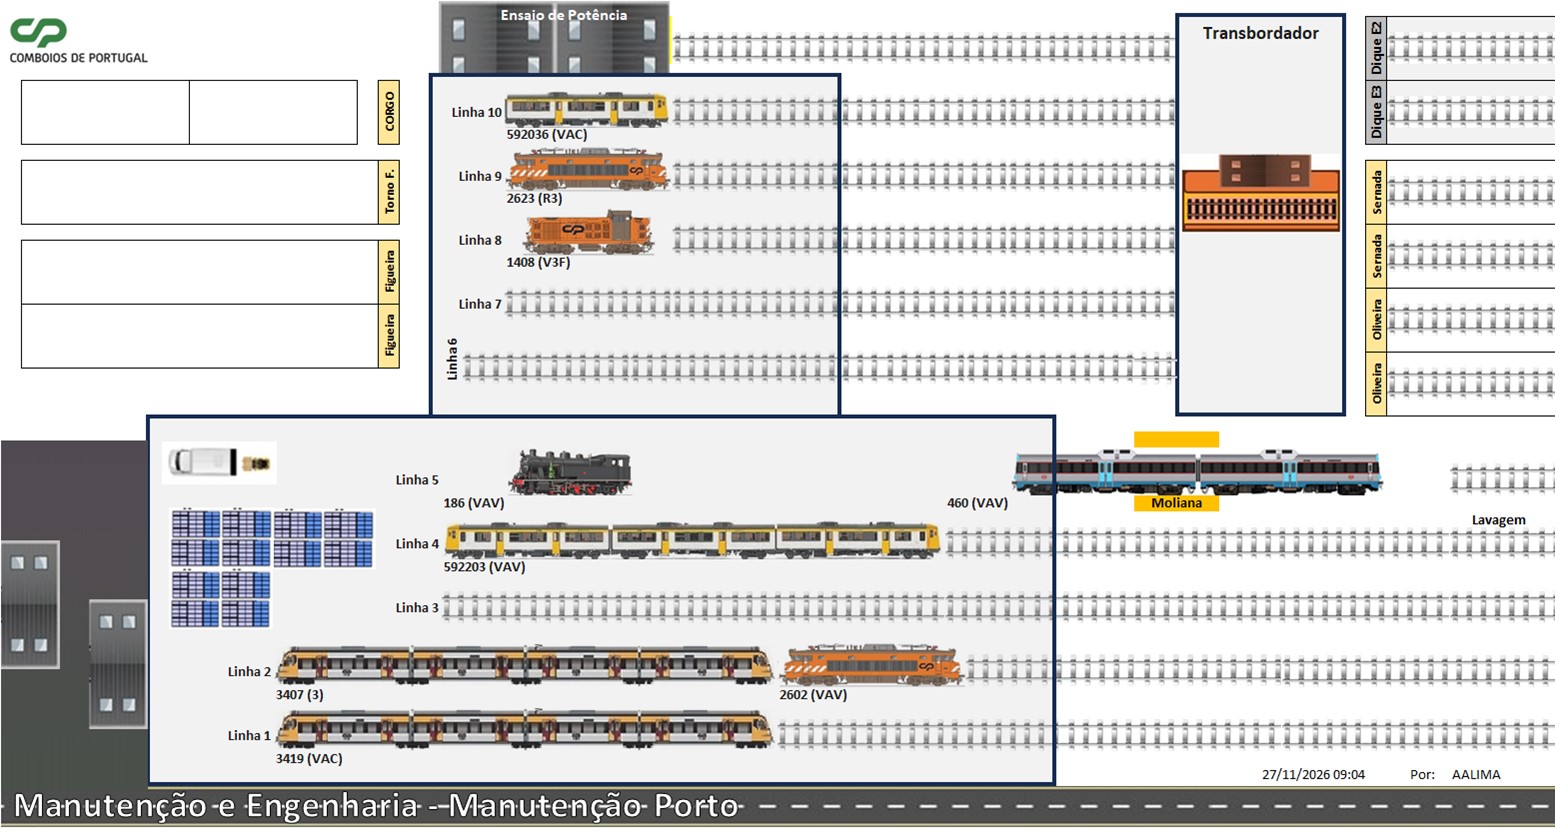 Ensaio de Potência
Transbordador
Dique E2
Dique E3
CP
COMBOIOS DE PORTUGAL
CORGO
Torno F.
Figueira
Figueira
Linha 10
592036 (VAC)
Linha 9
2623 (R3)
Linha 8
1408 (V3F)
Linha 7
Linha 6
Sernada
Sernada
Oliveira
Oliveira
Linha 5
186 (VAV)
460 (VAV)
Moliana
Lavagem
Linha 4
592203 (VAV)
Linha 3
Linha 2
3407 (3)
2602 (VAV)
Linha 1
3419 (VAC)
27/11/2026 09:04 Por: AALIMA
Manutenção e Engenharia - Manutenção Porto